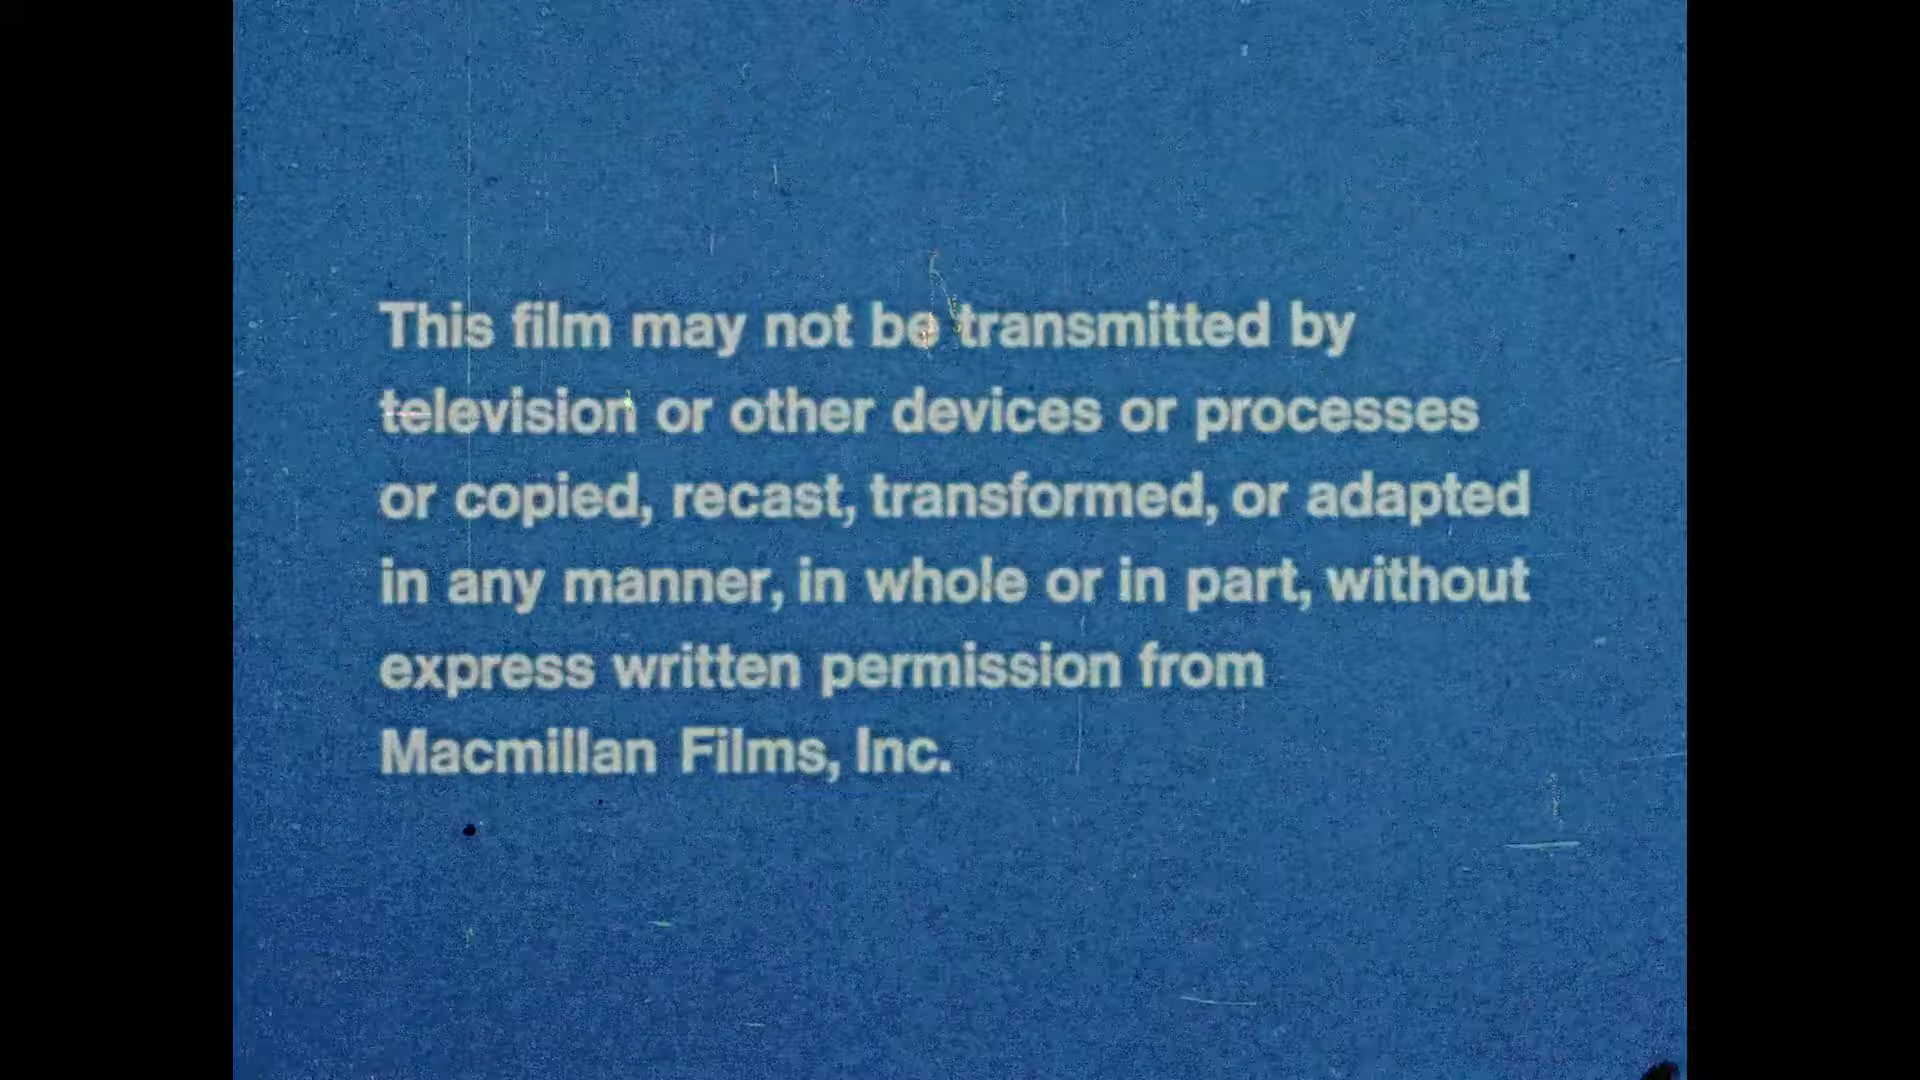 This film may not be transmitted by
television or other devices or processes
or copied, recast, transformed, or adapted
in any manner, in whole or in part, without
express written permission from
Macmillan Films, Inc.